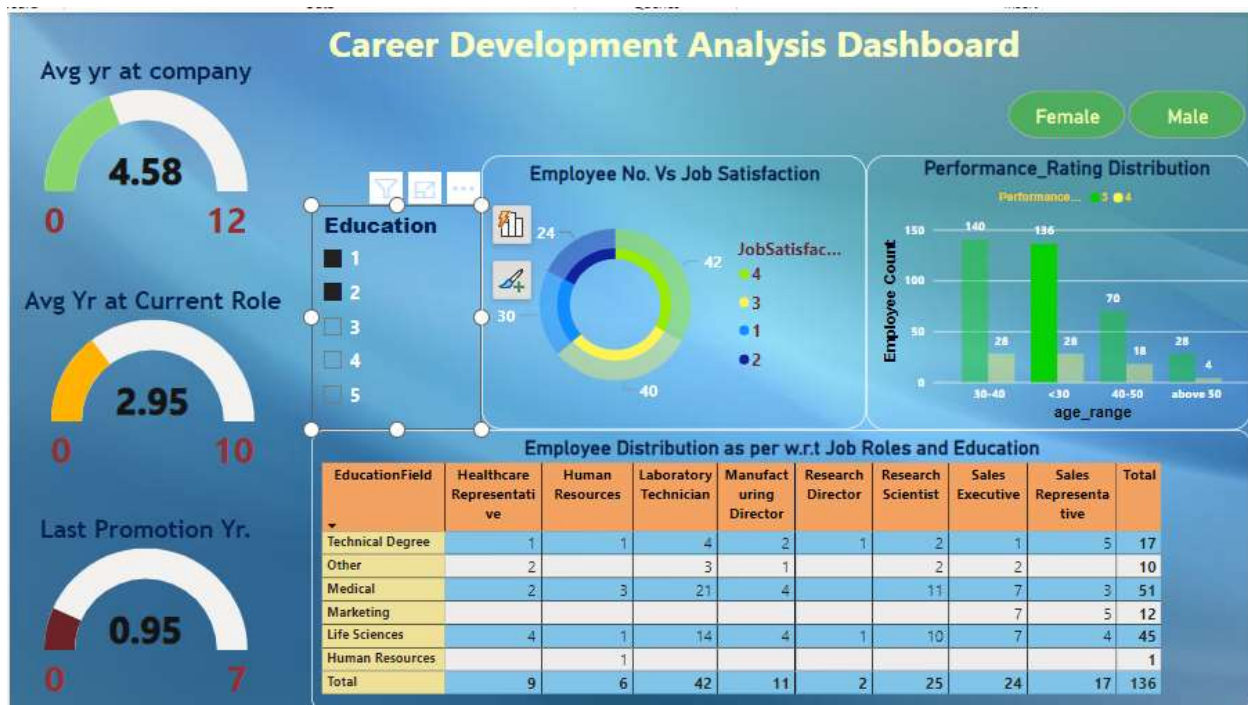 Career Development Analysis Dashboard
Avg yr at company
4.58
0
12
Female
Male
Avg Yr at Current Role
2.95
0
10
Last Promotion Yr.
0.95
0
7
Education
1
2
3
4
5
Employee No. Vs Job Satisfaction
24
42
30
40
JobSatisfac...
4
3
1
2
Performance_Rating Distribution
Performance... 3 4
Employee Count
150
100
50
0
140
28
136
28
70
18
28
4
30-40
<30
40-50
above 50
age_range
Employee Distribution as per w.r.t Job Roles and Education
EducationField Healthcare Representati ve Human Resources Laboratory Technician Manufact uring Director Research Director Research Scientist Sales Executive Sales Representa tive Total
Technical Degree 1 1 4 2 1 2 1 5 17
Other 2 3 1 2 2 10
Medical 2 3 21 4 11 7 3 51
Marketing 7 5 12
Life Sciences 4 1 14 4 1 10 7 4 45
Human Resources 1 1
Total 9 6 42 11 2 25 24 17 136